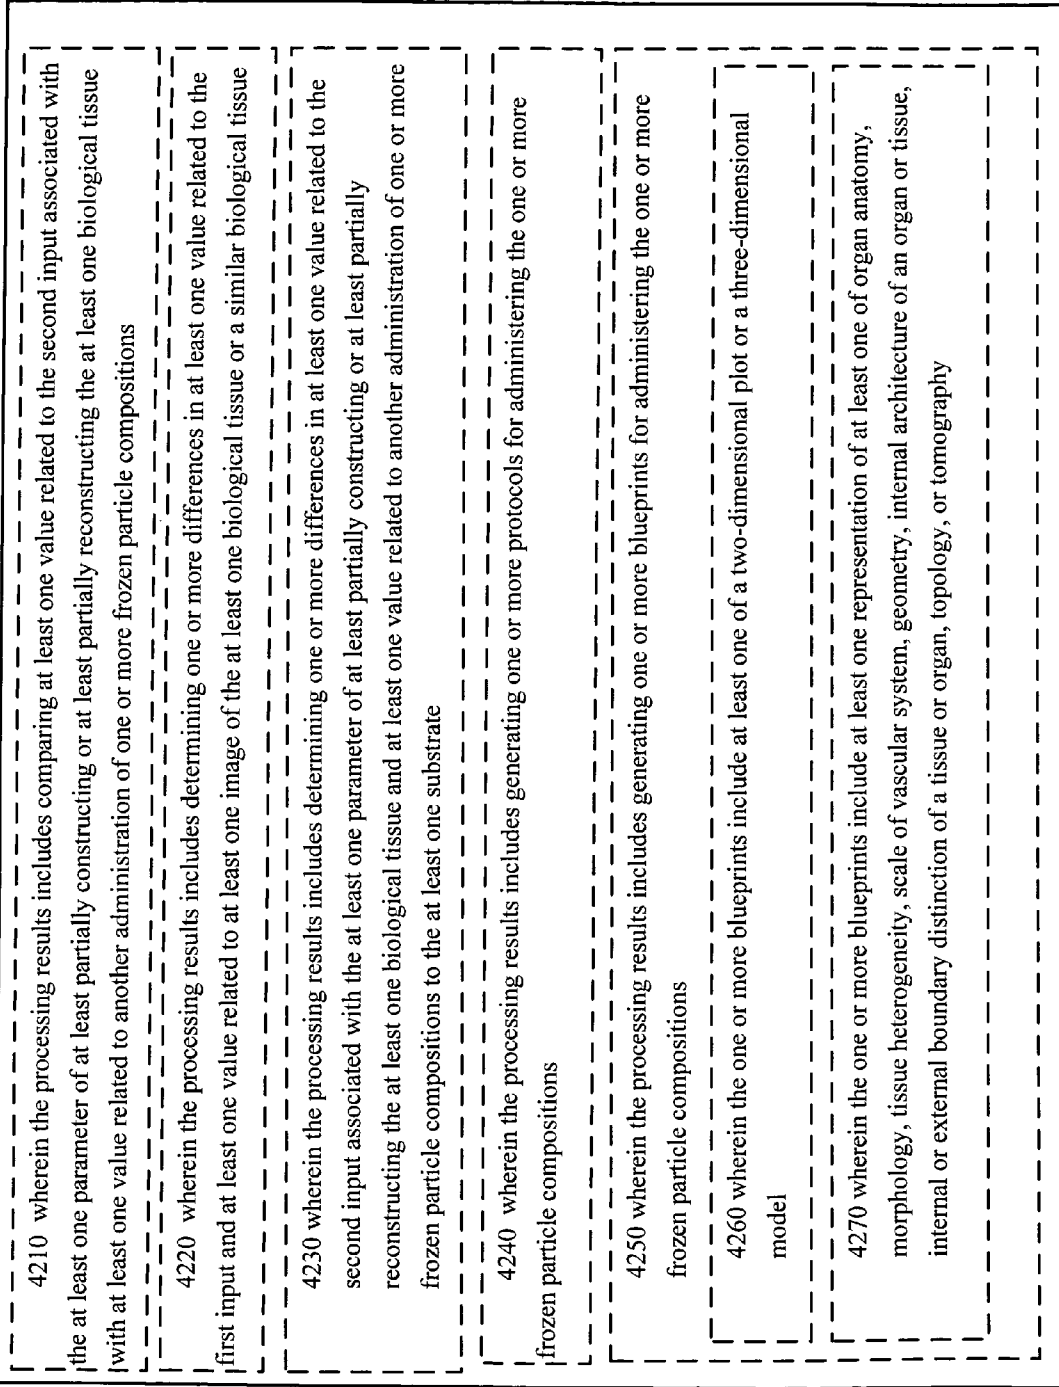 4210 wherein the processing results includes comparing at least one value related to the second input associated with
the at least one parameter of at least partially constructing or at least partially reconstructing the at least one biological tissue
with at least one value related to another administration of one or more frozen particle compositions
4220 wherein the processing results includes determining one or more differences in at least one value related to the
first input and at least one value related to at least one image of the at least one biological tissue or a similar biological tissue
4230 wherein the processing results includes determining one or more differences in at least one value related to the
second input associated with the at least one parameter of at least partially constructing or at least partially
reconstructing the at least one biological tissue and at least one value related to another administration of one or more
frozen particle compositions to the at least one substrate
4240 wherein the processing results includes generating one or more protocols for administering the one or more
frozen particle compositions
4250 wherein the processing results includes generating one or more blueprints for administering the one or more
frozen particle compositions
4260 wherein the one or more blueprints include at least one of a two-dimensional plot or a three-dimensional
model
4270 wherein the one or more blueprints include at least one representation of at least one of organ anatomy,
morphology, tissue heterogeneity, scale of vascular system, geometry, internal architecture of an organ or tissue,
internal or external boundary distinction of a tissue or organ, topology, or tomography